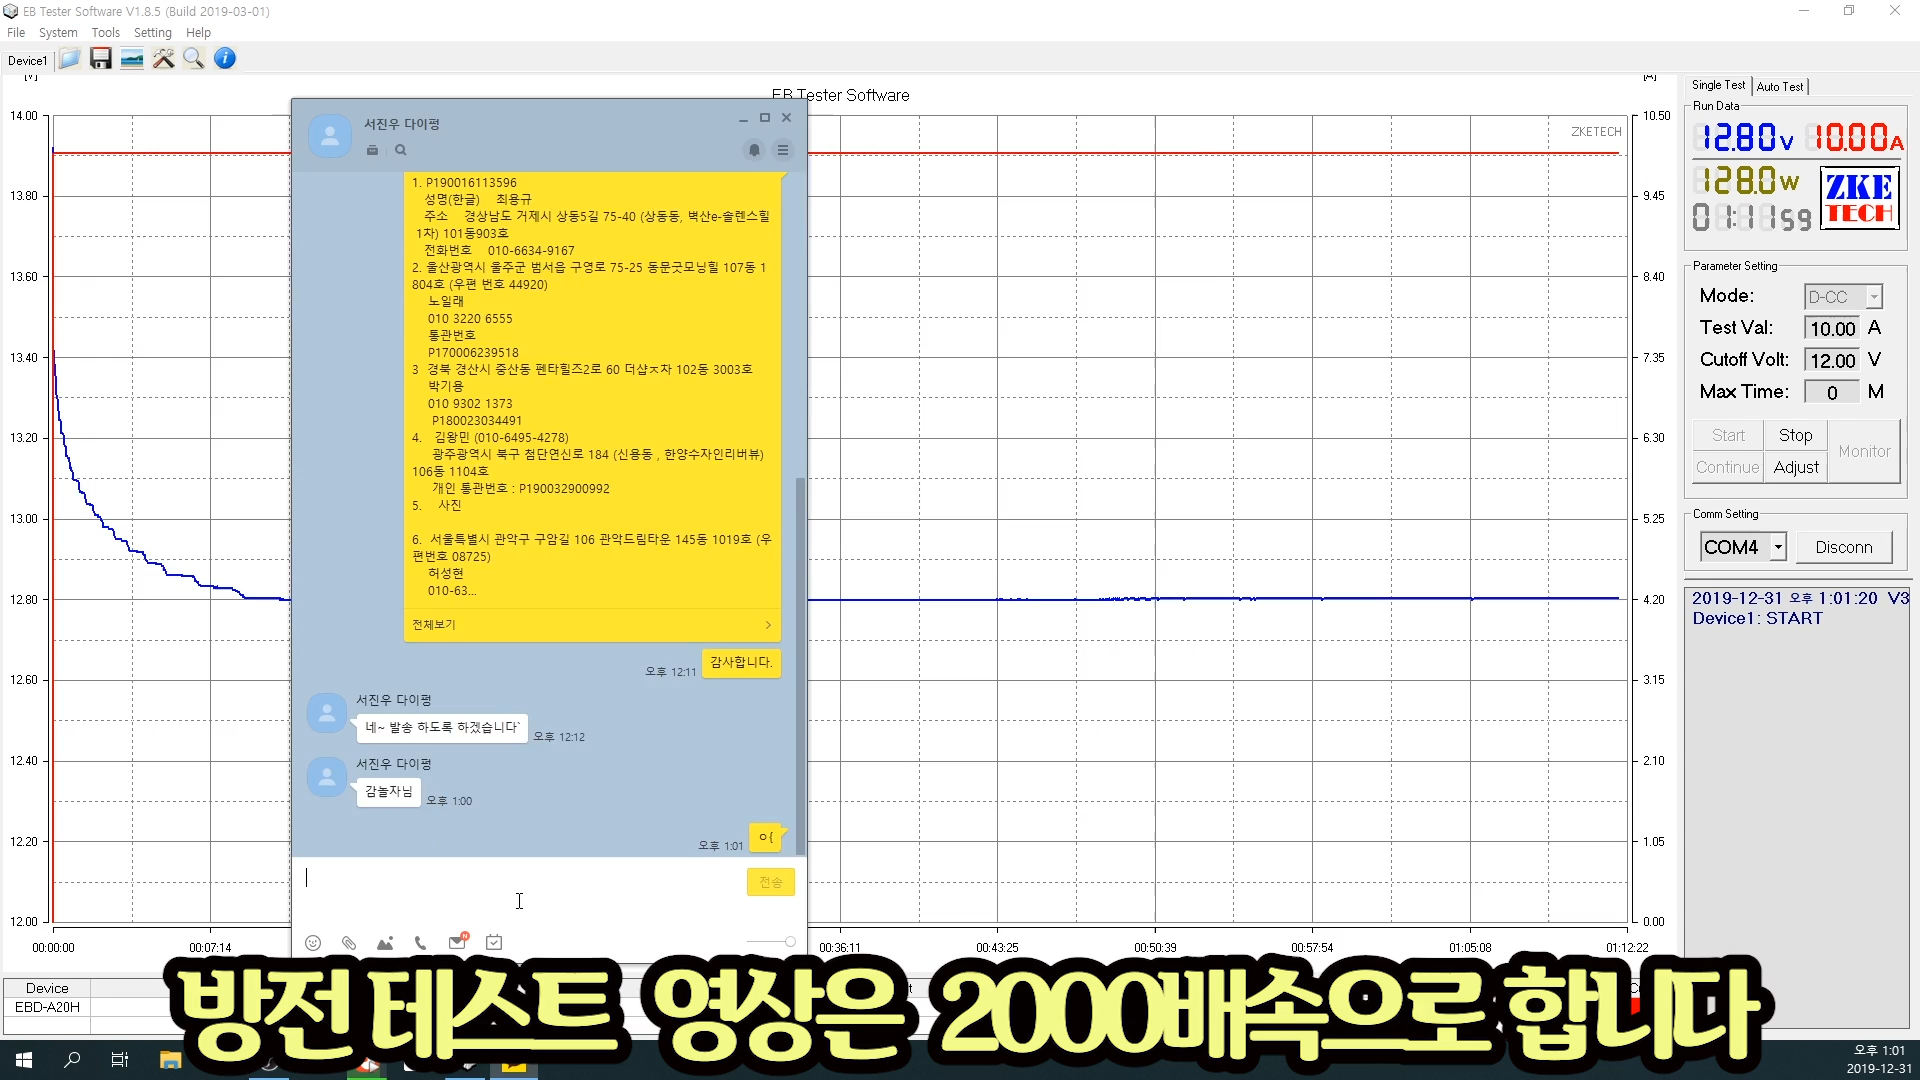 EB Tester Software V1.8.5 (Build 2019-03-01)
File System Tools Setting Help
Device1
[V]
EB Tester Software
[A]
ZKETECH
14.00
13.80
13.60
13.40
13.20
13.00
12.80
12.60
12.40
12.20
12.00
10.50
9.45
8.40
7.35
6.30
5.25
4.20
3.15
2.10
1.05
0.00
00:00:00
00:07:14
00:36:11
00:43:25
00:50:39
00:57:54
01:05:08
01:12:22
서진우 다이펑
1. P190016113596
성명(한글) 최용규
주소 경상남도 거제시 상동5길 75-40 (상동동, 벽산e-솔렌스힐
1차) 101동903호
전화번호 010-6634-9167
2. 울산광역시 울주군 범서읍 구영로 75-25 동문굿모닝힐 107동 1
804호 (우편 번호 44920)
노일래
010 3220 6555
통관번호
P170006239518
3 경북 경산시 중산동 펜타힐즈2로 60 더샵ㅈ차 102동 3003호
박기용
010 9302 1373
P180023034491
4. 김왕민 (010-6495-4278)
광주광역시 북구 첨단연신로 184 (신용동 , 한양수자인리버뷰)
106동 1104호
개인 통관번호 : P190032900992
5. 사진
6. 서울특별시 관악구 구암길 106 관악드림타운 145동 1019호 (우
편번호 08725)
허성현
010-63...
전체보기
감사합니다.
오후 12:11
서진우 다이펑
네~ 발송 하도록 하겠습니다`
오후 12:12
서진우 다이펑
감놀자님
오후 1:00
ㅇ{
오후 1:01
전송
Single Test Auto Test
Run Data
12.80V 10.00A
128.0W
01:11:59
ZKE
TECH
Parameter Setting
Mode: D-CC
Test Val: 10.00 A
Cutoff Volt: 12.00 V
Max Time: 0 M
Start Stop Monitor
Continue Adjust
Comm Setting
COM4 Disconn
2019-12-31 오후 1:01:20 V3
Device1: START
Device
EBD-A20H
방전 테스트 영상은 2000배속으로 합니다
오후 1:01
2019-12-31